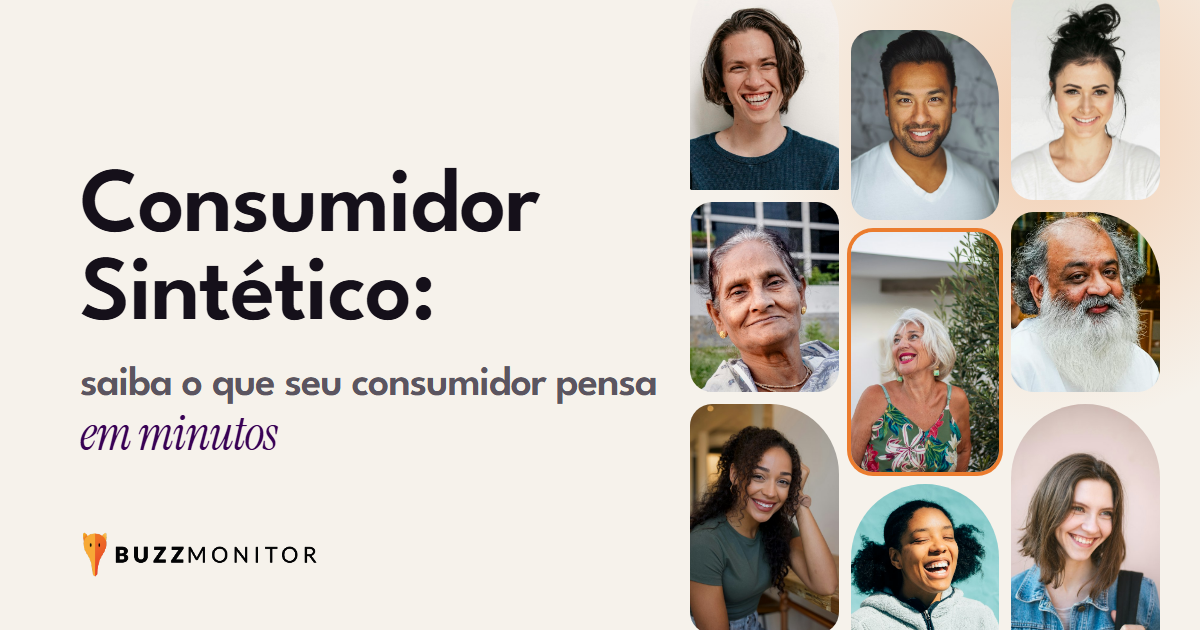 Consumidor
Sintético:
saiba o que seu consumidor pensa
em minutos
BUZZMONITOR